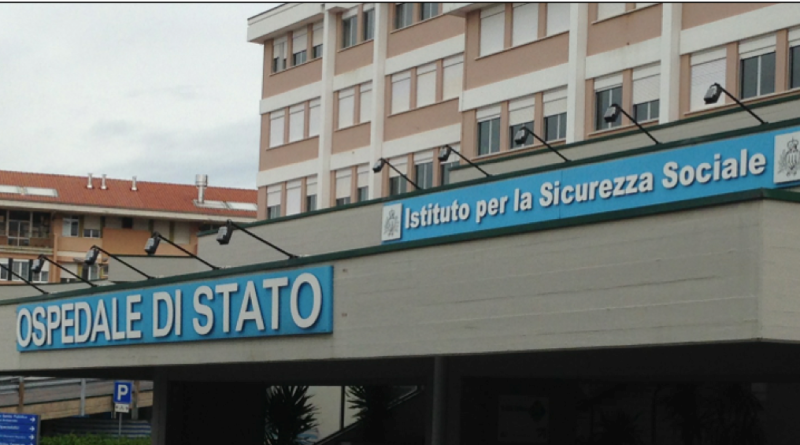 Istituto per la Sicurezza Sociale
OSPEDALE DI STATO
P